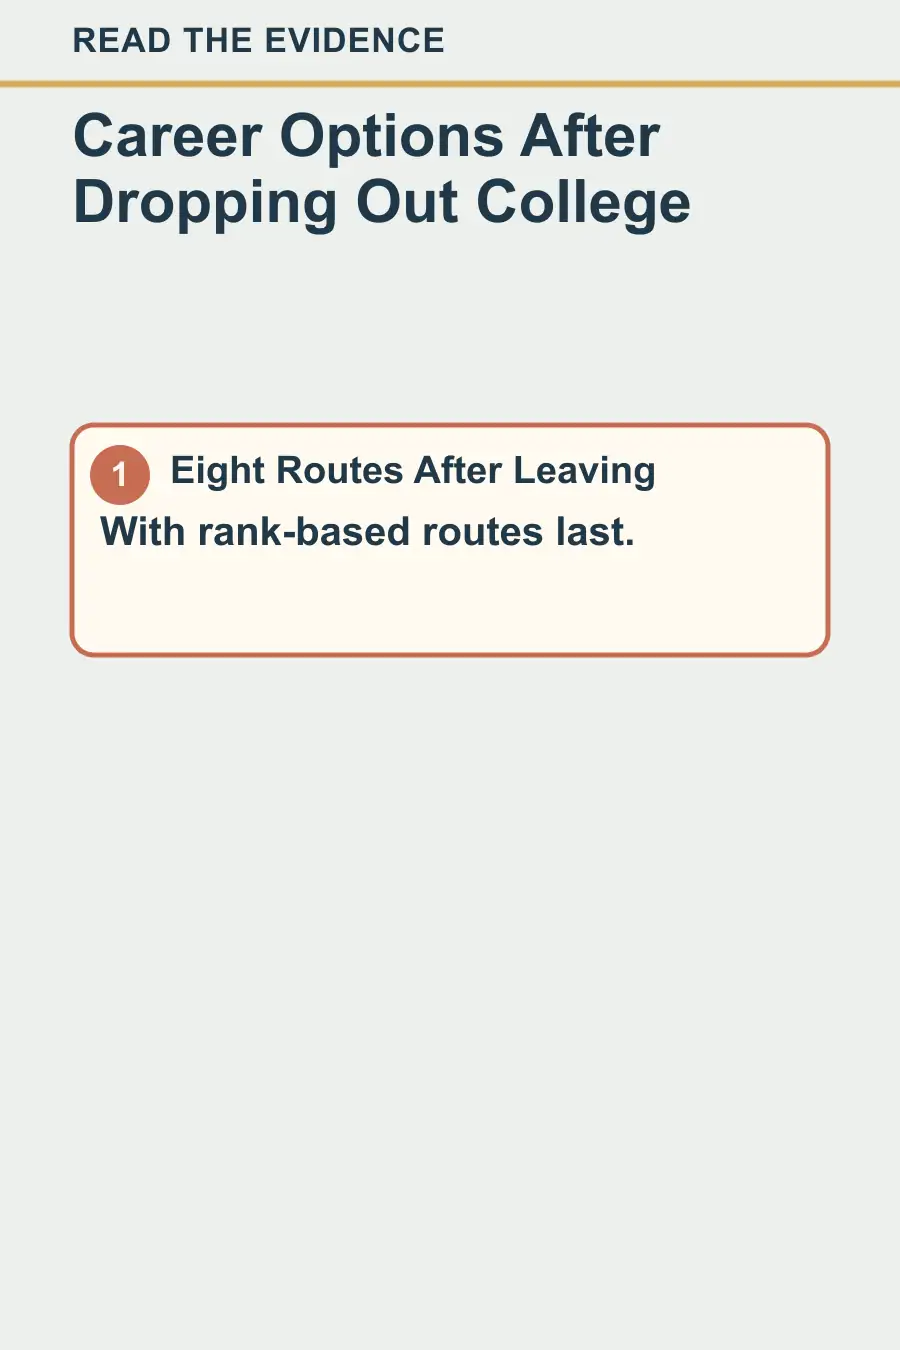 READ THE EVIDENCE
Career Options After
Dropping Out College
1 Eight Routes After Leaving
With rank-based routes last.